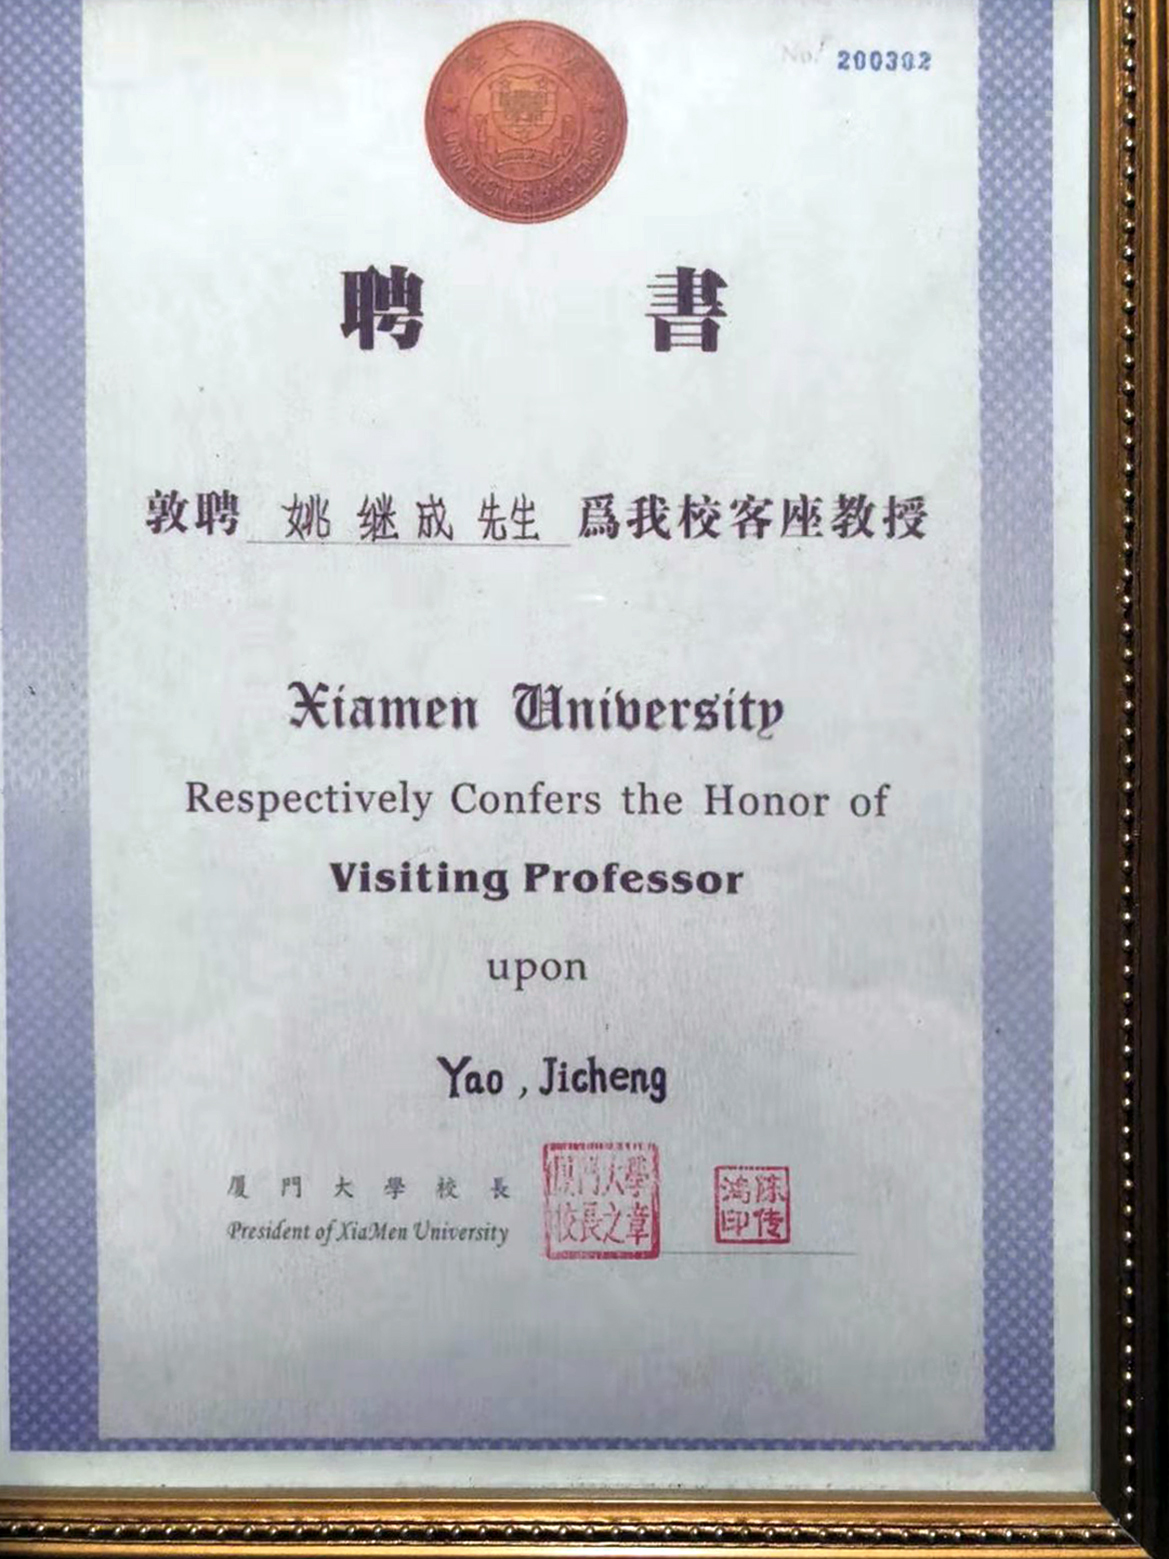 No. 200302
聘 書
敦聘 姚 继 成 先生 爲我校客座教授
Xiamen University
Respectively Confers the Honor of
Visiting Professor
upon
Yao , Jicheng
厦 門 大 學 校 長
President of XiaMen University
厦門大學
校長之章
陈传
鸿印